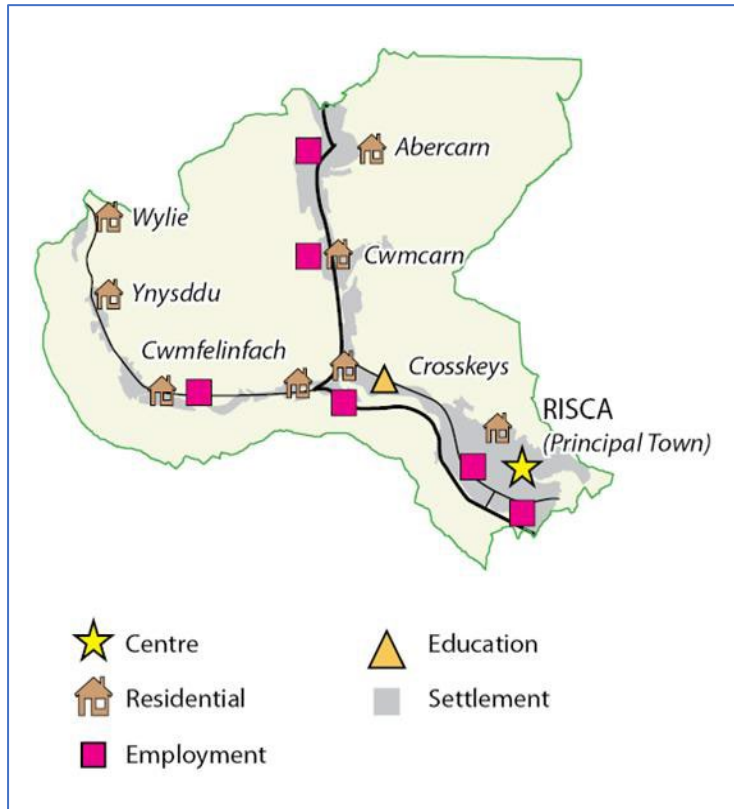 Abercarn
Wylie
Cwmcarn
Ynysddu
Cwmfelinfach
Crosskeys
RISCA
(Principal Town)
Centre
Education
Residential
Settlement
Employment